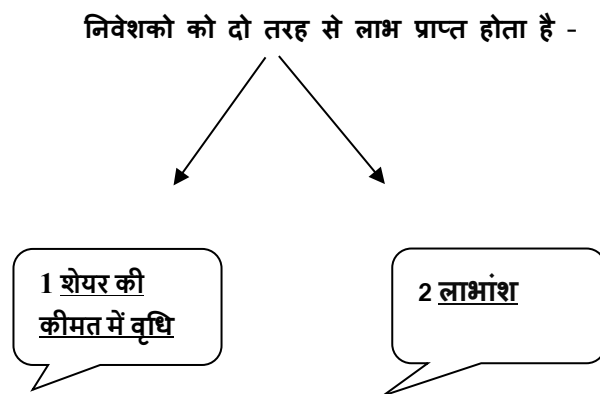 निवेशको को दो तरह से लाभ प्राप्त होता है -
1 शेयर की
कीमत में वृधि
2 लाभांश